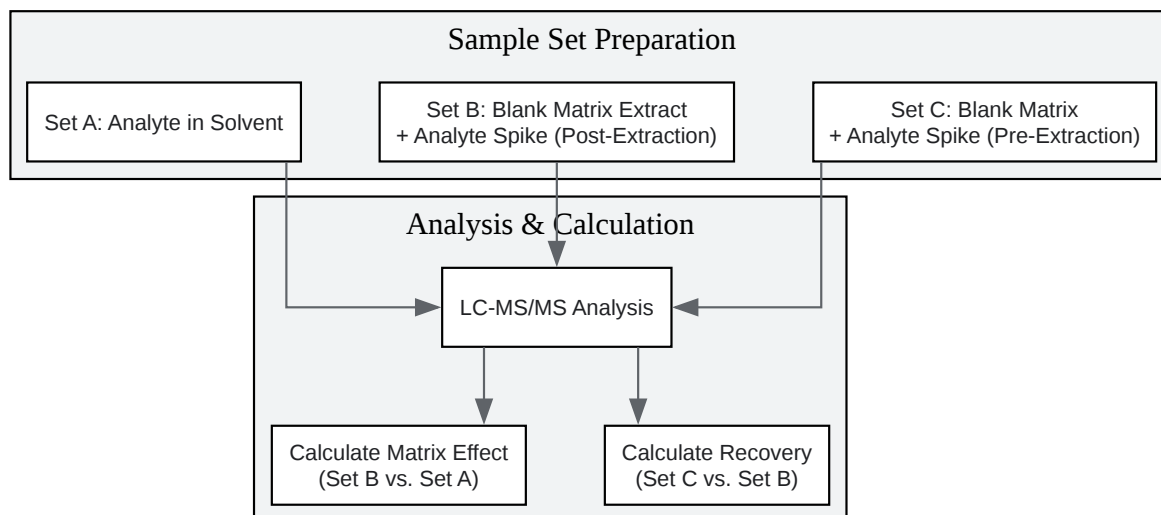 Sample Set Preparation
Set A: Analyte in Solvent
Set B: Blank Matrix Extract
+ Analyte Spike (Post-Extraction)
Set C: Blank Matrix
+ Analyte Spike (Pre-Extraction)
Analysis & Calculation
LC-MS/MS Analysis
Calculate Matrix Effect
(Set B vs. Set A)
Calculate Recovery
(Set C vs. Set B)